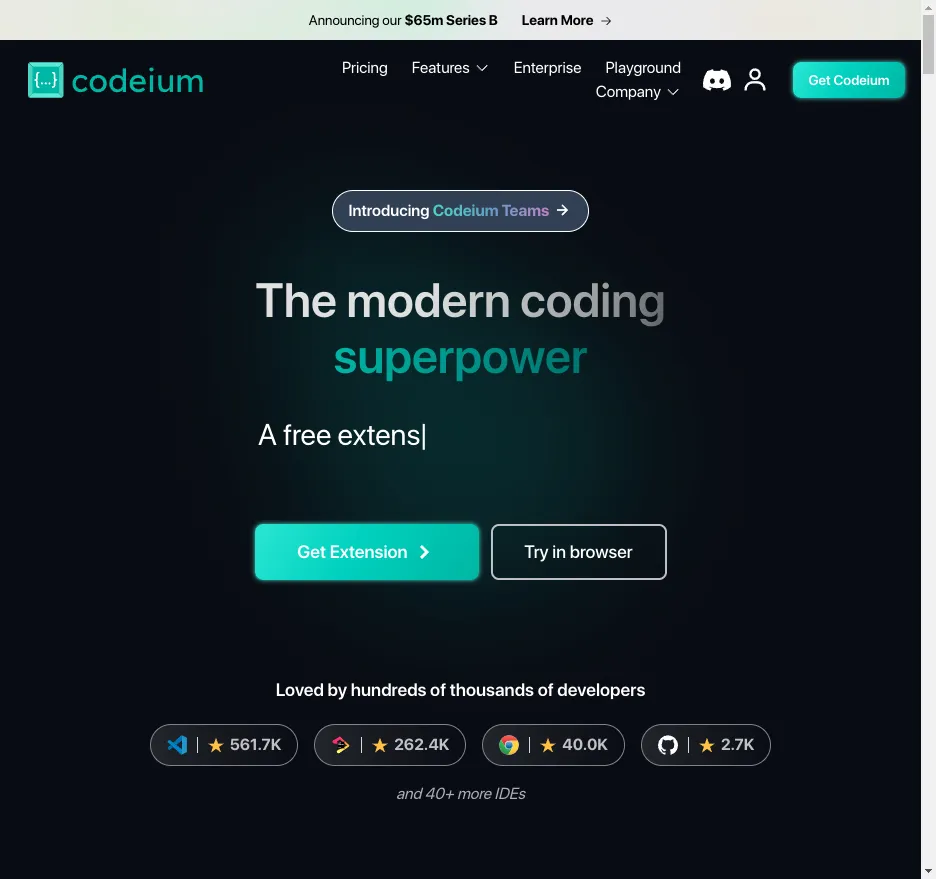 Announcing our $65m Series B Learn More →
{...} codeium
Pricing Features Enterprise Playground
Company
Get Codeium
Introducing Codeium Teams →
The modern coding
superpower
A free extens|
Get Extension
Try in browser
Loved by hundreds of thousands of developers
| ★ 561.7K | ★ 262.4K | ★ 40.0K | ★ 2.7K
and 40+ more IDEs